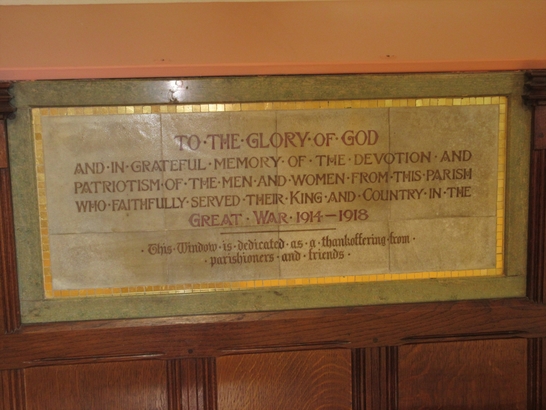 TO·THE·GLORY·OF·GOD
AND·IN·GRATEFUL·MEMORY·OF·THE·DEVOTION·AND
PATRIOTISM·OF·THE·MEN·AND·WOMEN·FROM·THIS·PARISH
WHO·FAITHFULLY·SERVED·THEIR·KING·AND·COUNTRY·IN·THE
GREAT·WAR·1914–1918
·This·Window·is·dedicated·as·a·thankoffering·from·
·parishioners·and·friends·